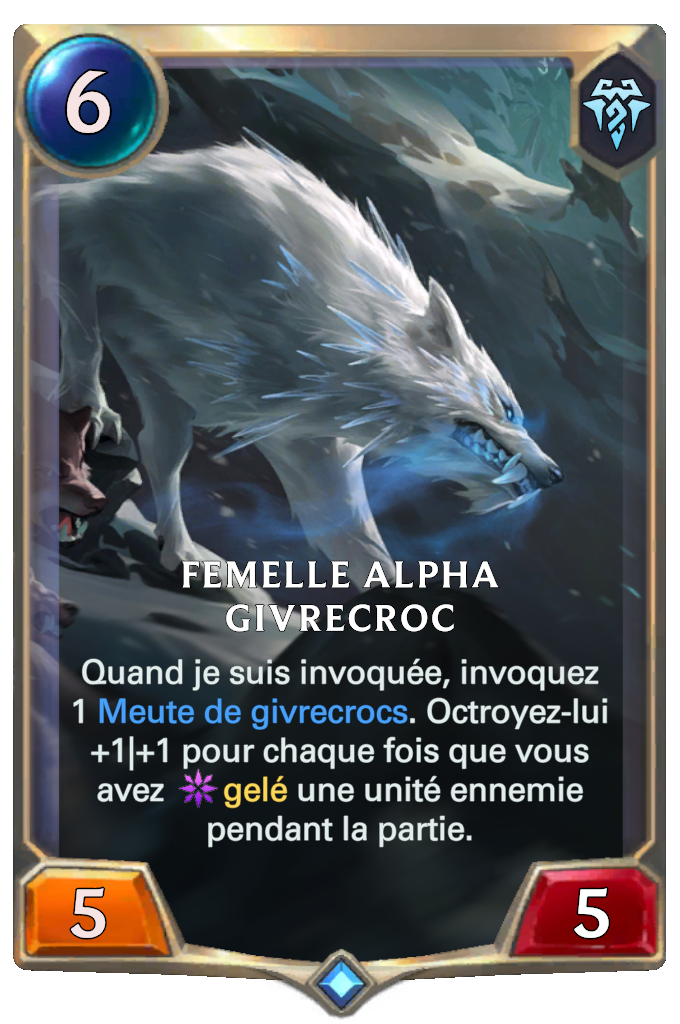 6
FEMELLE ALPHA
GIVRECROC
Quand je suis invoquée, invoquez
1 Meute de givrecrocs. Octroyez-lui
+1|+1 pour chaque fois que vous
avez gelé une unité ennemie
pendant la partie.
5
5